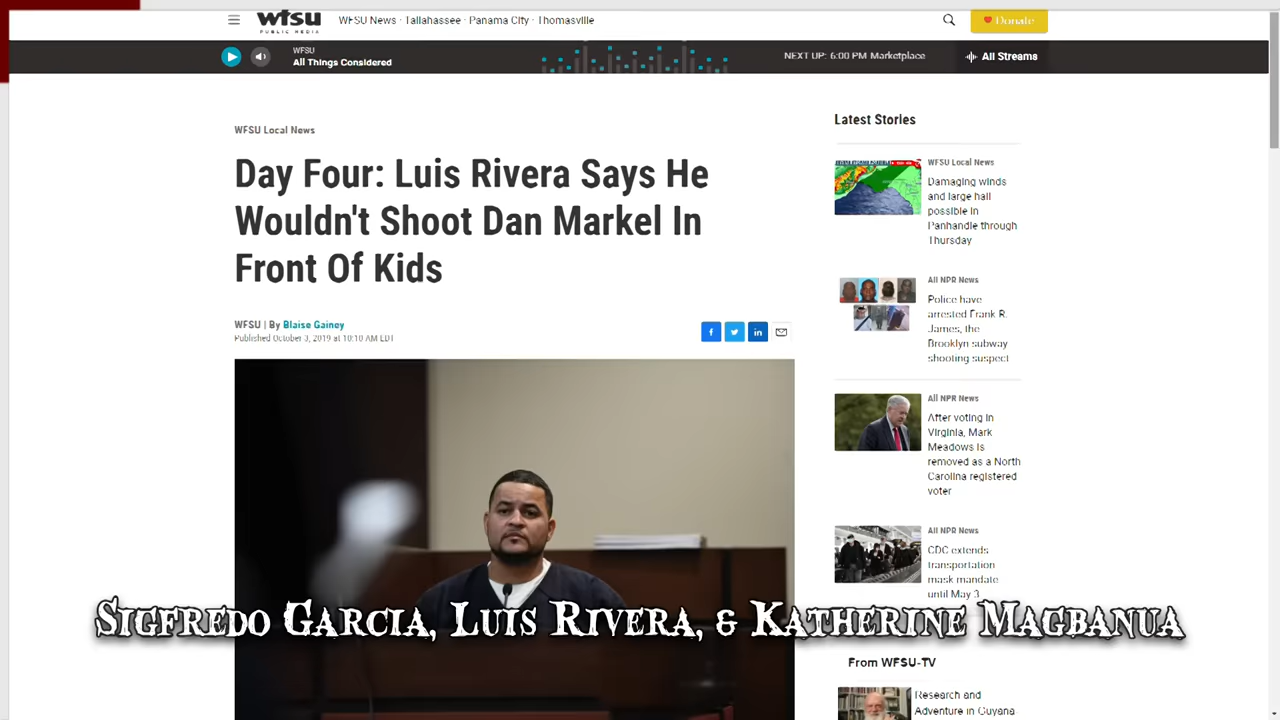 wfsu
PUBLIC MEDIA
WFSU News · Tallahassee · Panama City · Thomasville
Donate
WFSU
All Things Considered
NEXT UP: 6:00 PM Marketplace
All Streams
WFSU Local News
Day Four: Luis Rivera Says He
Wouldn't Shoot Dan Markel In
Front Of Kids
WFSU | By Blaise Gainey
Published October 3, 2019 at 10:10 AM EDT
Latest Stories
WFSU Local News
Damaging winds
and large hail
possible in
Panhandle through
Thursday
All NPR News
Police have
arrested Frank R.
James, the
Brooklyn subway
shooting suspect
All NPR News
After voting in
Virginia, Mark
Meadows is
removed as a North
Carolina registered
voter
All NPR News
CDC extends
transportation
mask mandate
until May 3
Sigfredo Garcia, Luis Rivera, & Katherine Magbanua
From WFSU-TV
Research and
Adventure in Guyana-